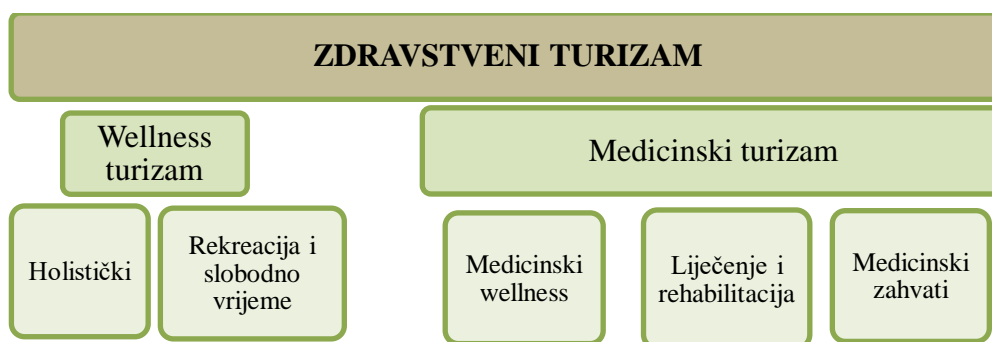 ZDRAVSTVENI TURIZAM
Wellness
turizam
Medicinski turizam
Holistički
Rekreacija i
slobodno
vrijeme
Medicinski
wellness
Liječenje i
rehabilitacija
Medicinski
zahvati